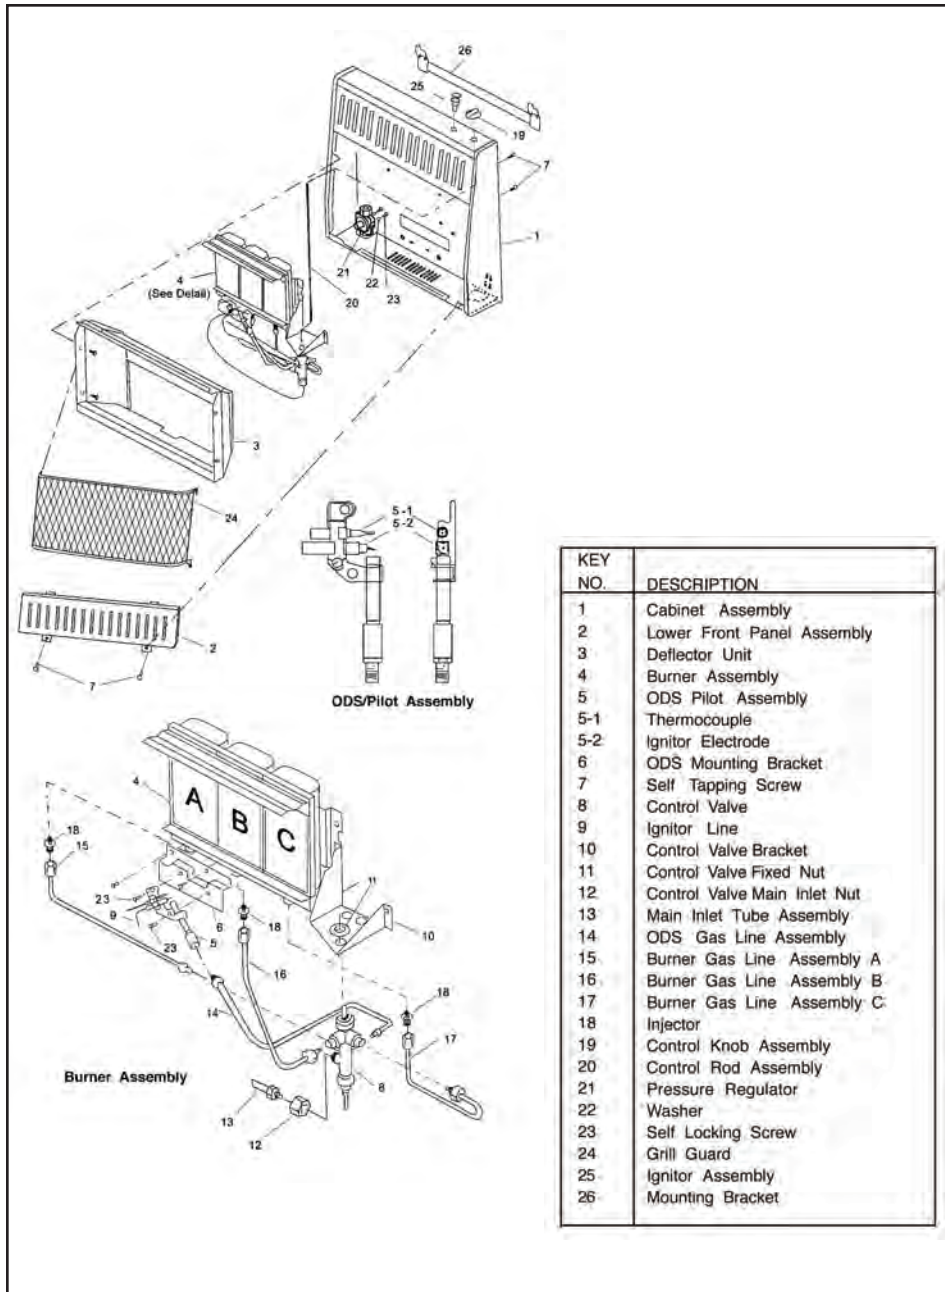 26
25
19
7
1
21
22
23
20
4
(See Detail)
3
24
2
7
5-1
5-2
ODS/Pilot Assembly
4
A
B
C
18
15
23
9
23
5
6
18
16
11
10
14
18
17
8
13
12
Burner Assembly
KEY
NO. DESCRIPTION
1 Cabinet Assembly
2 Lower Front Panel Assembly
3 Deflector Unit
4 Burner Assembly
5 ODS Pilot Assembly
5-1 Thermocouple
5-2 Ignitor Electrode
6 ODS Mounting Bracket
7 Self Tapping Screw
8 Control Valve
9 Ignitor Line
10 Control Valve Bracket
11 Control Valve Fixed Nut
12 Control Valve Main Inlet Nut
13 Main Inlet Tube Assembly
14 ODS Gas Line Assembly
15 Burner Gas Line Assembly A
16 Burner Gas Line Assembly B
17 Burner Gas Line Assembly C
18 Injector
19 Control Knob Assembly
20 Control Rod Assembly
21 Pressure Regulator
22 Washer
23 Self Locking Screw
24 Grill Guard
25 Ignitor Assembly
26 Mounting Bracket